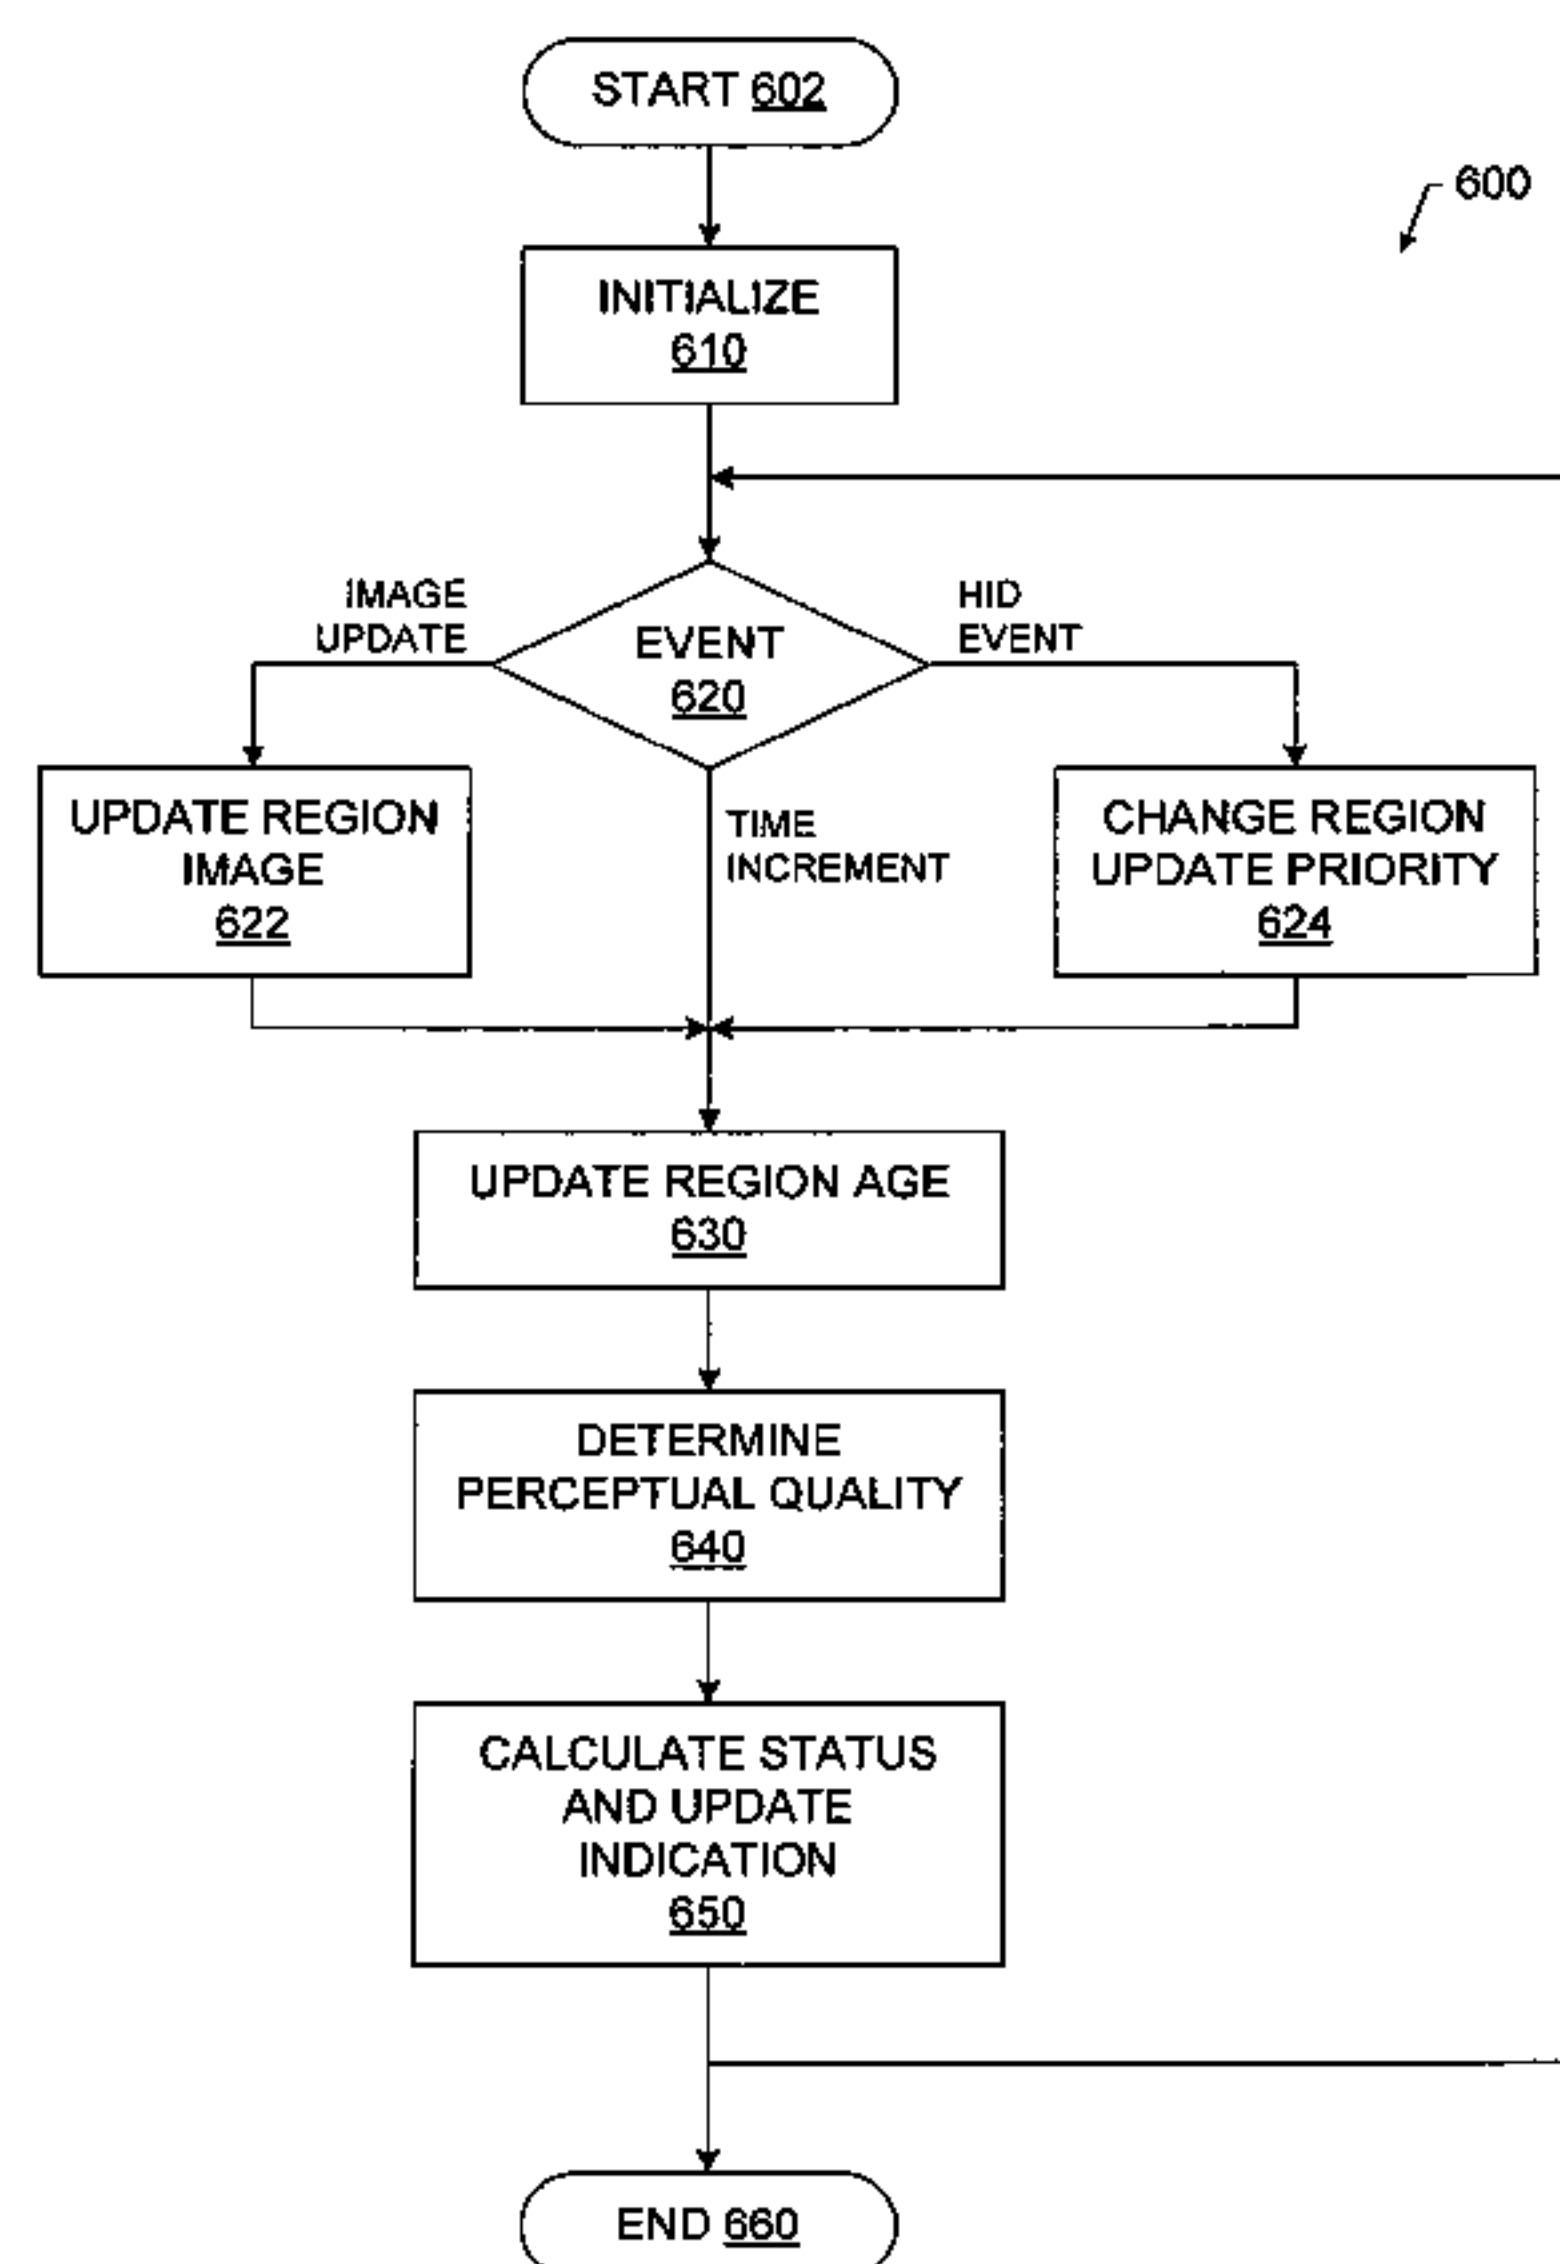 START 602
600
INITIALIZE
610
IMAGE
UPDATE
HID
EVENT
EVENT
620
UPDATE REGION
IMAGE
622
TIME
INCREMENT
CHANGE REGION
UPDATE PRIORITY
624
UPDATE REGION AGE
630
DETERMINE
PERCEPTUAL QUALITY
640
CALCULATE STATUS
AND UPDATE
INDICATION
650
END 660